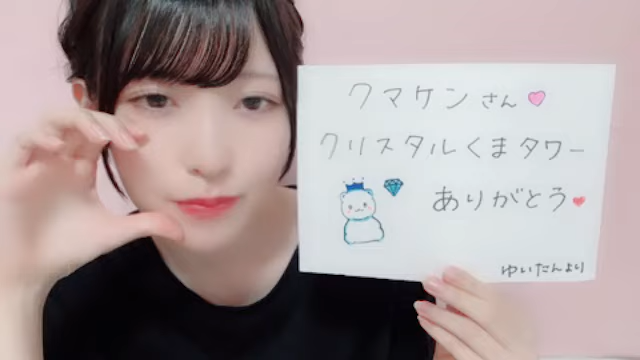 クマケンさん♥
クリスタルくまタワー
ありがとう♥
ゆいたんより